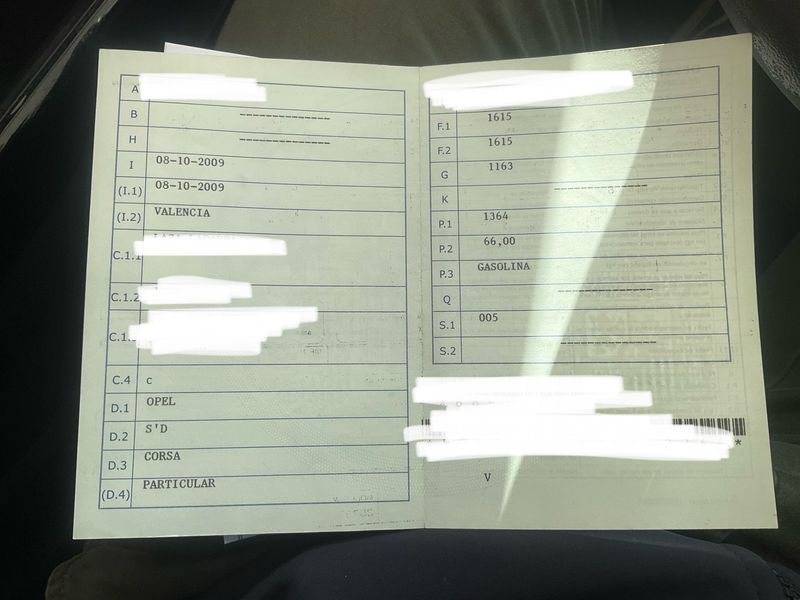 A
B ---------------
H ---------------
I 08-10-2009
(I.1) 08-10-2009
(I.2) VALENCIA
C.1.1
C.1.2
C.4 c
D.1 OPEL
D.2 S'D
D.3 CORSA
(D.4) PARTICULAR
F.1 1615
F.2 1615
G 1163
K ---------------
P.1 1364
P.2 66,00
P.3 GASOLINA
Q ---------------
S.1 005
S.2 ---------------
*
V